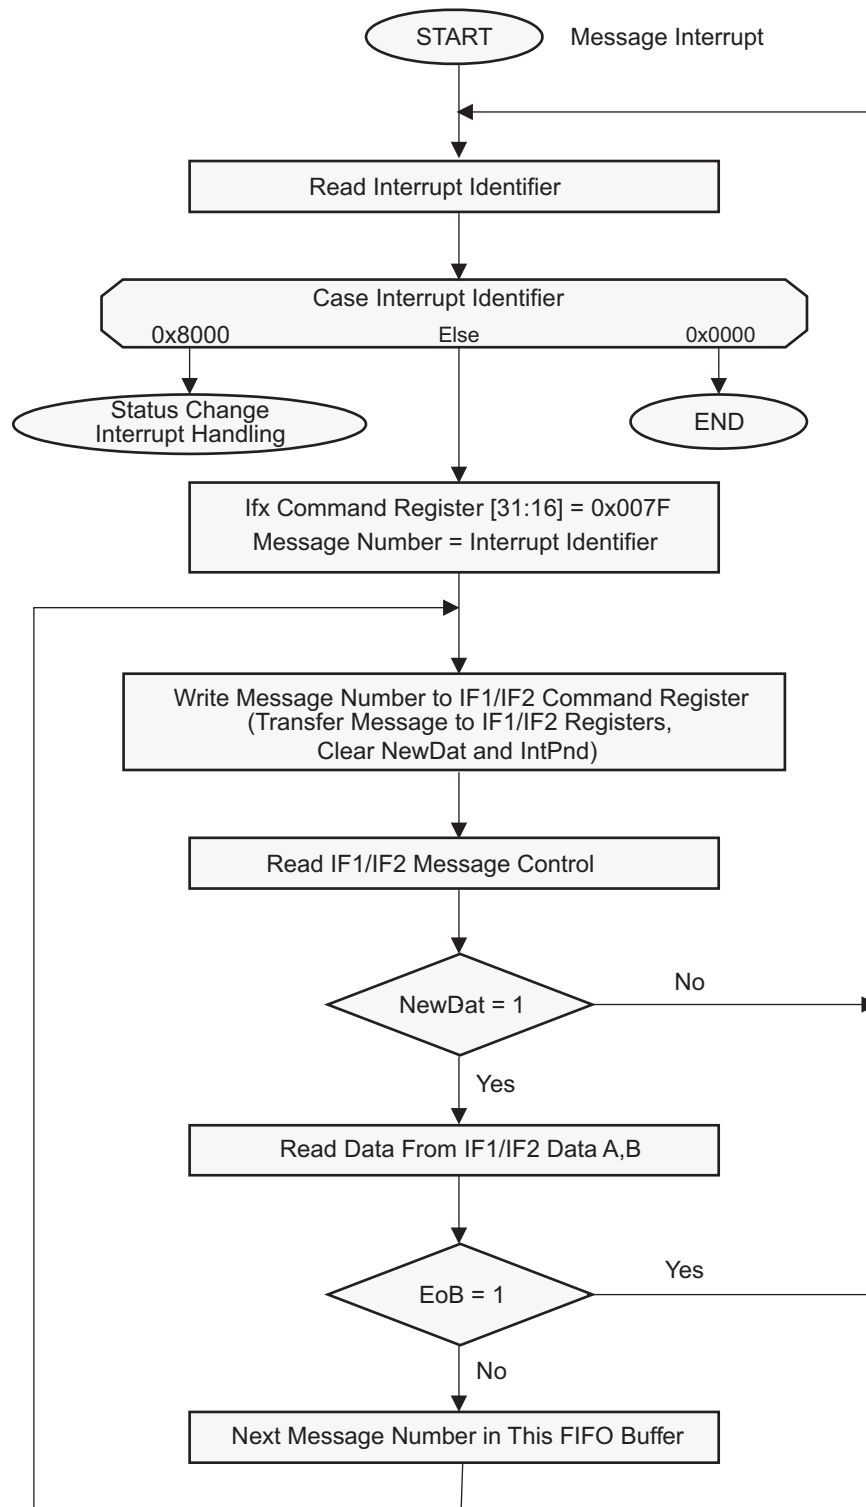 START
Message Interrupt
Read Interrupt Identifier
Case Interrupt Identifier
0x8000
Else
0x0000
Status Change
Interrupt Handling
END
Ifx Command Register [31:16] = 0x007F
Message Number = Interrupt Identifier
Write Message Number to IF1/IF2 Command Register
(Transfer Message to IF1/IF2 Registers,
Clear NewDat and IntPnd)
Read IF1/IF2 Message Control
NewDat = 1
No
Yes
Read Data From IF1/IF2 Data A,B
EoB = 1
Yes
No
Next Message Number in This FIFO Buffer